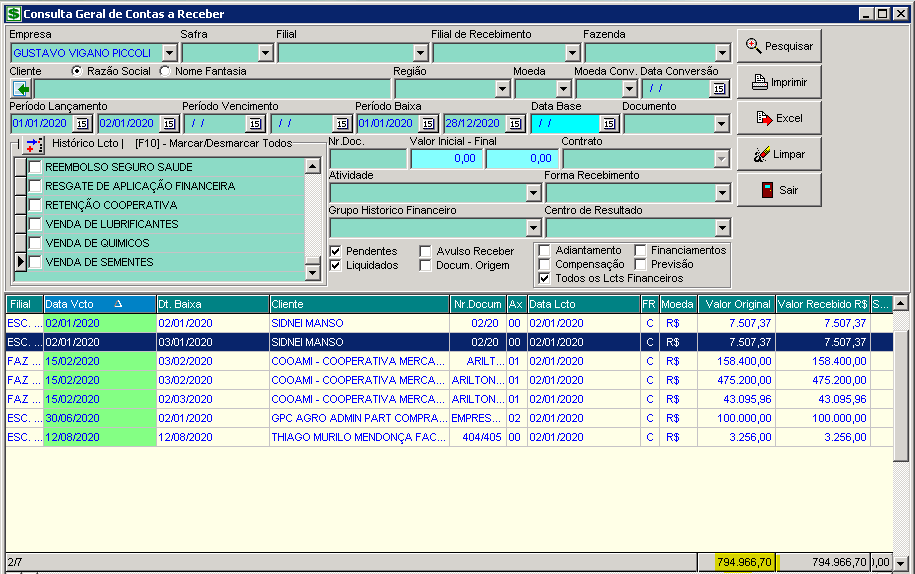 Consulta Geral de Contas a Receber
Empresa Safra Filial Filial de Recebimento Fazenda
GUSTAVO VIGANO PICCOLI
Pesquisar
Cliente Razão Social Nome Fantasia Região Moeda Moeda Conv. Data Conversão
/ / 15
Imprimir
Período Lançamento Período Vencimento Período Baixa Data Base Documento
01/01/2020 15 02/01/2020 15 / / 15 / / 15 01/01/2020 15 28/12/2020 15 / / 15
Excel
Histórico Lcto | [F10] - Marcar/Desmarcar Todos
Nr.Doc. Valor Inicial - Final Contrato
0,00 0,00
Limpar
REEMBOLSO SEGURO SAUDE
RESGATE DE APLICAÇÃO FINANCEIRA
RETENÇÃO COOPERATIVA
VENDA DE LUBRIFICANTES
VENDA DE QUIMICOS
VENDA DE SEMENTES
Atividade Forma Recebimento
Sair
Grupo Historico Financeiro Centro de Resultado
Pendentes Avulso Receber Adiantamento Financiamentos
Liquidados Docum. Origem Compensação Previsão
Todos os Lcts Financeiros
Filial Data Vcto Dt. Baixa Cliente Nr.Docum Ax Data Lcto FR Moeda Valor Original Valor Recebido R$ S...
ESC. ... 02/01/2020 03/01/2020 SIDNEI MANSO 02/20 00 02/01/2020 C R$ 7.507,37 7.507,37
ESC. ... 02/01/2020 03/01/2020 SIDNEI MANSO 02/20 00 02/01/2020 C R$ 7.507,37 7.507,37
FAZ ... 15/02/2020 03/02/2020 COOAMI - COOPERATIVA MERCA... ARILT... 01 02/01/2020 C R$ 158.400,00 158.400,00
FAZ ... 15/02/2020 03/02/2020 COOAMI - COOPERATIVA MERCA... ARILTON... 01 02/01/2020 C R$ 475.200,00 475.200,00
FAZ ... 15/02/2020 02/03/2020 COOAMI - COOPERATIVA MERCA... ARILTON... 01 02/01/2020 C R$ 43.095,96 43.095,96
ESC. ... 30/06/2020 02/01/2020 GPC AGRO ADMIN PART COMPRA... EMPRES... 02 02/01/2020 C R$ 100.000,00 100.000,00
ESC. ... 12/08/2020 12/08/2020 THIAGO MURILO MENDONÇA FAC... 404/405 00 02/01/2020 C R$ 3.256,00 3.256,00
2/7 794.966,70 794.966,70 0,00